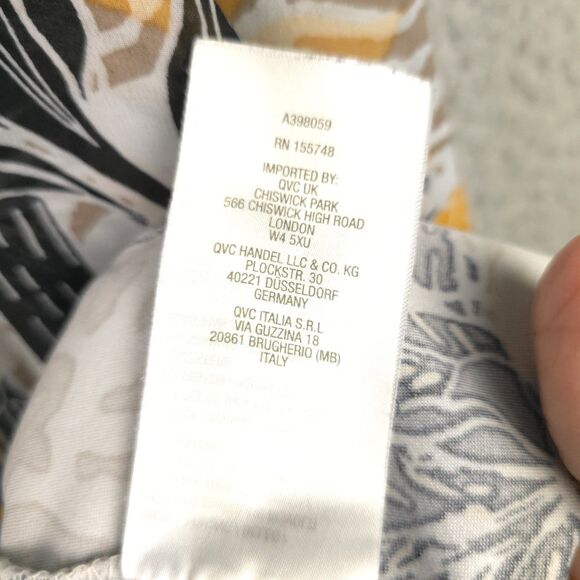 A398059
RN 155748
IMPORTED BY:
QVC UK
CHISWICK PARK
566 CHISWICK HIGH ROAD
LONDON
W4 5XU
QVC HANDEL LLC & CO. KG
PLOCKSTR. 30
40221 DÜSSELDORF
GERMANY
QVC ITALIA S.R.L
VIA GUZZINA 18
20861 BRUGHERIO (MB)
ITALY